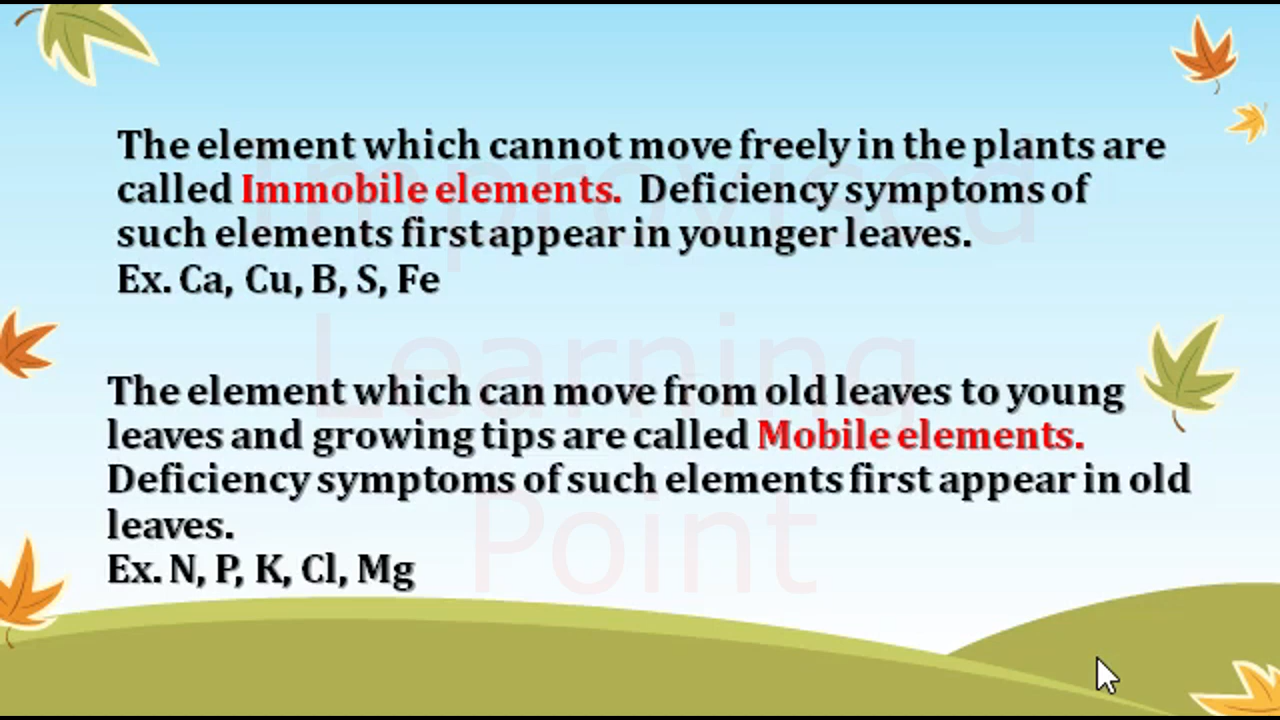 The element which cannot move freely in the plants are
called Immobile elements. Deficiency symptoms of
such elements first appear in younger leaves.
Ex. Ca, Cu, B, S, Fe
The element which can move from old leaves to young
leaves and growing tips are called Mobile elements.
Deficiency symptoms of such elements first appear in old
leaves.
Ex. N, P, K, Cl, Mg
Improvised
Learning
Point